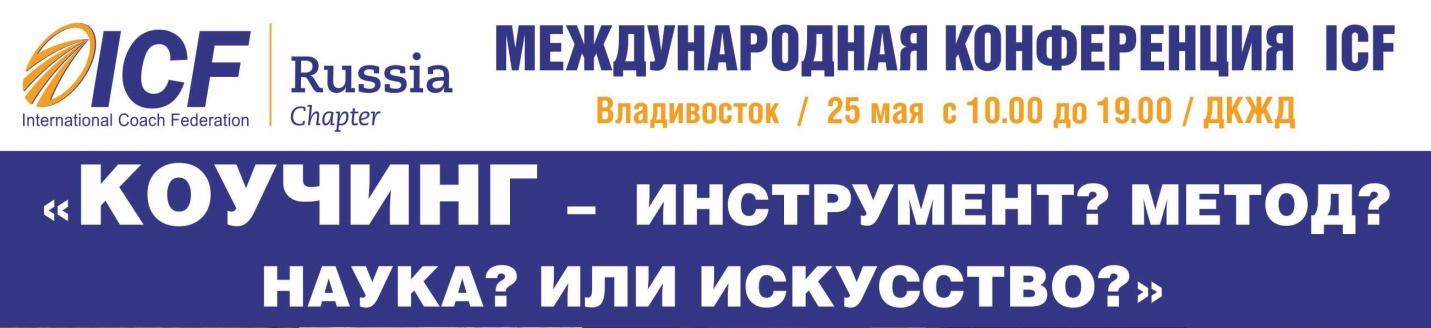 ICF
International Coach Federation
Russia
Chapter
МЕЖДУНАРОДНАЯ КОНФЕРЕНЦИЯ ICF
Владивосток / 25 мая с 10.00 до 19.00 / ДКЖД
«КОУЧИНГ – ИНСТРУМЕНТ? МЕТОД?
НАУКА? ИЛИ ИСКУССТВО?»